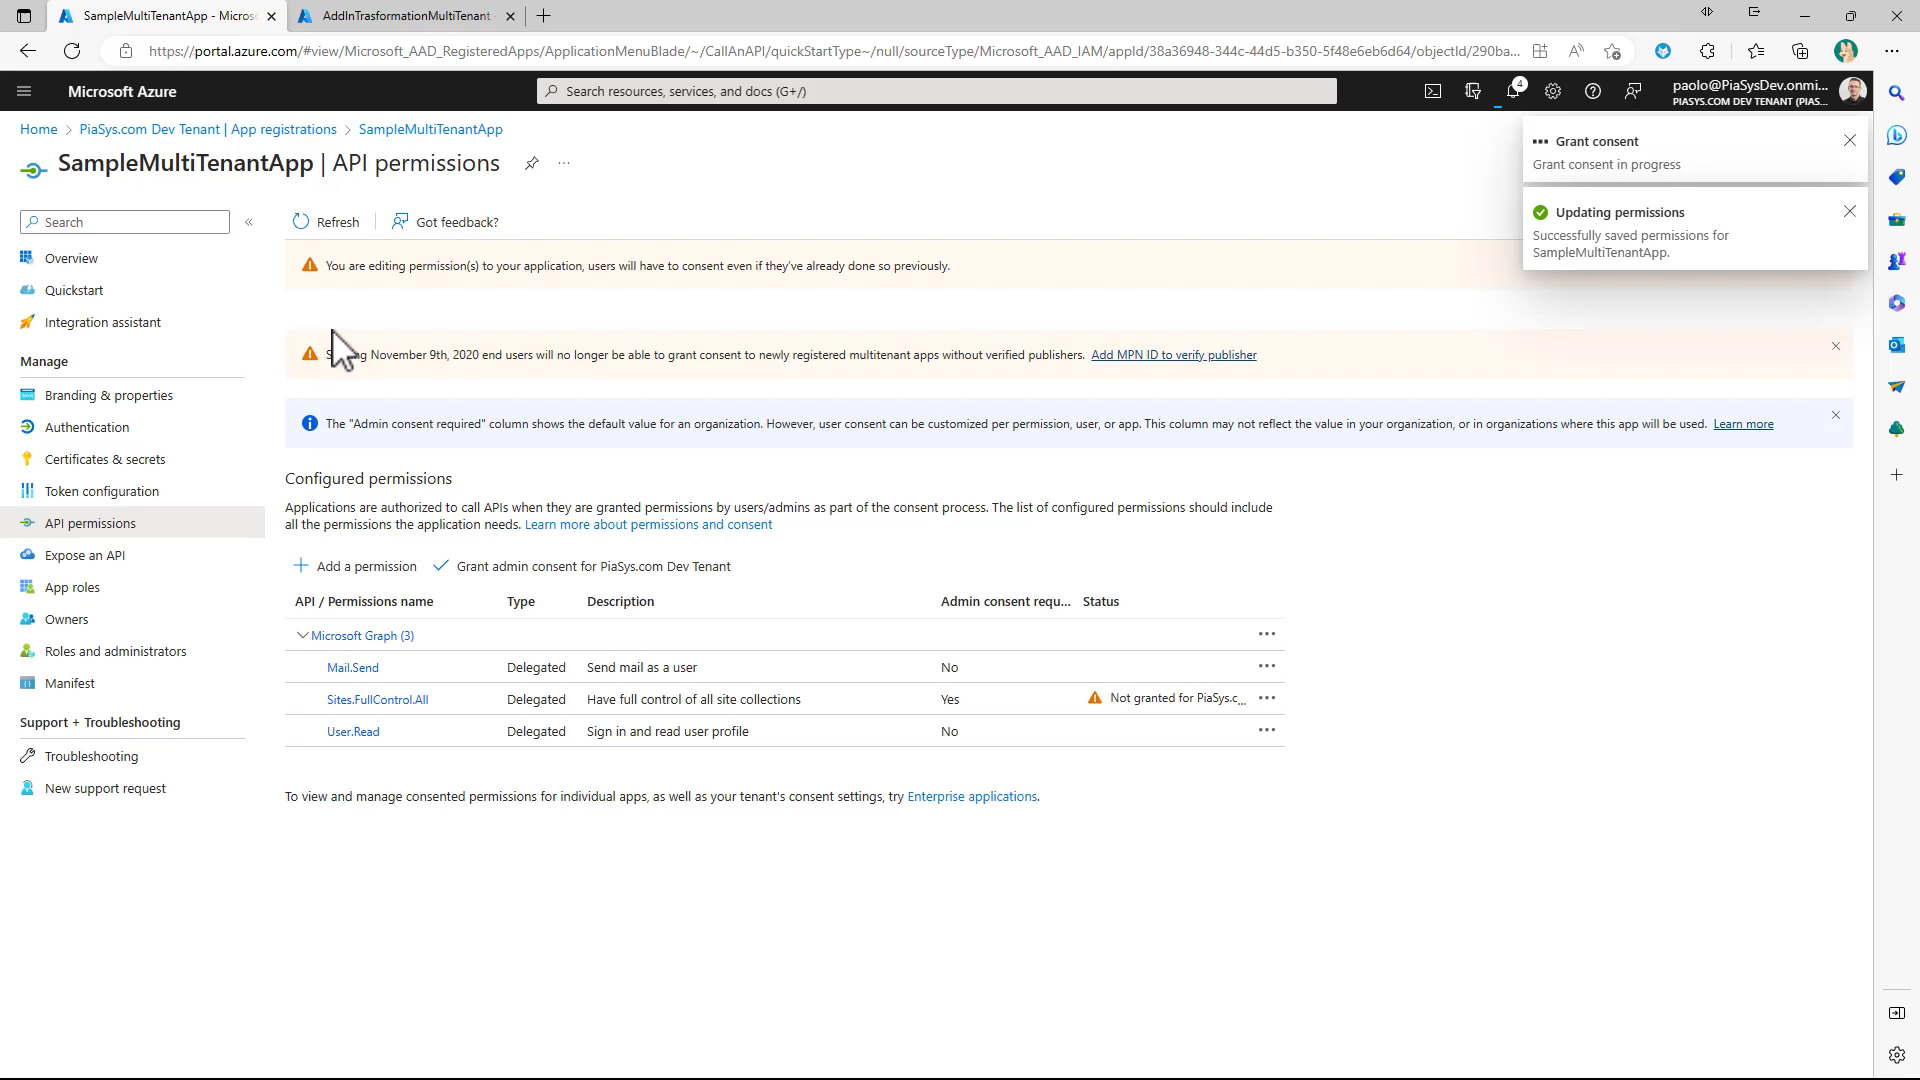 SampleMultiTenantApp - Micros
AddInTrasformationMultiTenant
https://portal.azure.com/#view/Microsoft_AAD_RegisteredApps/ApplicationMenuBlade/~/CallAnAPI/quickStartType~/null/sourceType/Microsoft_AAD_IAM/appId/38a36948-344c-44d5-b350-5f48e6eb6d64/objectId/290ba...
Microsoft Azure
Search resources, services, and docs (G+/)
4
paolo@PiaSysDev.onmi...
PIASYS.COM DEV TENANT (PIAS...
Home > PiaSys.com Dev Tenant | App registrations > SampleMultiTenantApp
SampleMultiTenantApp | API permissions
Grant consent
Grant consent in progress
Updating permissions
Successfully saved permissions for
SampleMultiTenantApp.
Search
Refresh
Got feedback?
Overview
Quickstart
Integration assistant
Manage
Branding & properties
Authentication
Certificates & secrets
Token configuration
API permissions
Expose an API
App roles
Owners
Roles and administrators
Manifest
Support + Troubleshooting
Troubleshooting
New support request
You are editing permission(s) to your application, users will have to consent even if they've already done so previously.
November 9th, 2020 end users will no longer be able to grant consent to newly registered multitenant apps without verified publishers. Add MPN ID to verify publisher
The "Admin consent required" column shows the default value for an organization. However, user consent can be customized per permission, user, or app. This column may not reflect the value in your organization, or in organizations where this app will be used. Learn more
Configured permissions
Applications are authorized to call APIs when they are granted permissions by users/admins as part of the consent process. The list of configured permissions should include
all the permissions the application needs. Learn more about permissions and consent
Add a permission
Grant admin consent for PiaSys.com Dev Tenant
API / Permissions name Type Description Admin consent requ... Status
Microsoft Graph (3)
Mail.Send Delegated Send mail as a user No
Sites.FullControl.All Delegated Have full control of all site collections Yes Not granted for PiaSys.c...
User.Read Delegated Sign in and read user profile No
To view and manage consented permissions for individual apps, as well as your tenant's consent settings, try Enterprise applications.